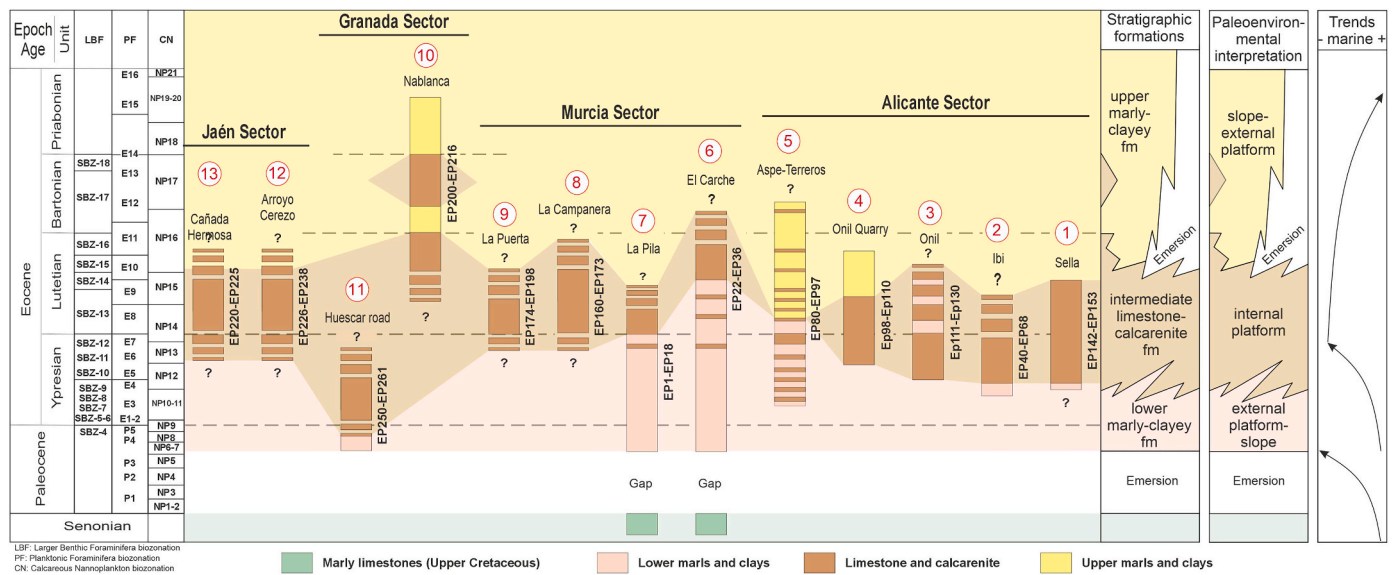 Epoch
Age
Unit
LBF
PF
CN
Granada Sector
Jaén Sector
Murcia Sector
Alicante Sector
Stratigraphic
formations
Paleoenviron-
mental
interpretation
Trends
- marine +
Eocene
Priabonian
Bartonian
Lutetian
Ypresian
Paleocene
Senonian
SBZ-18
SBZ-17
SBZ-16
SBZ-15
SBZ-14
SBZ-13
SBZ-12
SBZ-11
SBZ-10
SBZ-9
SBZ-8
SBZ-7
SBZ-5-6
SBZ-4
E16
E15
E14
E13
E12
E11
E10
E9
E8
E7
E6
E5
E4
E3
E1-2
P5
P4
P3
P2
P1
NP21
NP19-20
NP18
NP17
NP16
NP15
NP14
NP13
NP12
NP10-11
NP9
NP8
NP6-7
NP5
NP4
NP3
NP1-2
13
Cañada
Hermosa
?
EP220-EP225
?
12
Arroyo
Cerezo
?
EP226-EP238
?
11
Huescar road
?
EP250-EP261
10
Nablanca
EP200-EP216
?
9
La Puerta
?
EP174-EP198
?
8
La Campanera
?
EP160-EP173
?
7
La Pila
?
EP1-EP18
Gap
6
El Carche
?
EP22-EP36
Gap
5
Aspe-Terreros
?
EP80-EP97
4
Onil Quarry
Ep98-Ep110
3
Onil
?
Ep111-Ep130
2
Ibi
?
EP40-EP68
1
Sella
EP142-EP153
?
upper
marly-
clayey
fm
Emersion
intermediate
limestone-
calcarenite
fm
lower
marly-clayey
fm
Emersion
slope-
external
platform
Emersion
internal
platform
external
platform-
slope
Emersion
LBF: Larger Benthic Foraminifera biozonation
PF: Planktonic Foraminifera biozonation
CN: Calcareous Nannoplankton biozonation
Marly limestones (Upper Cretaceous)
Lower marls and clays
Limestone and calcarenite
Upper marls and clays